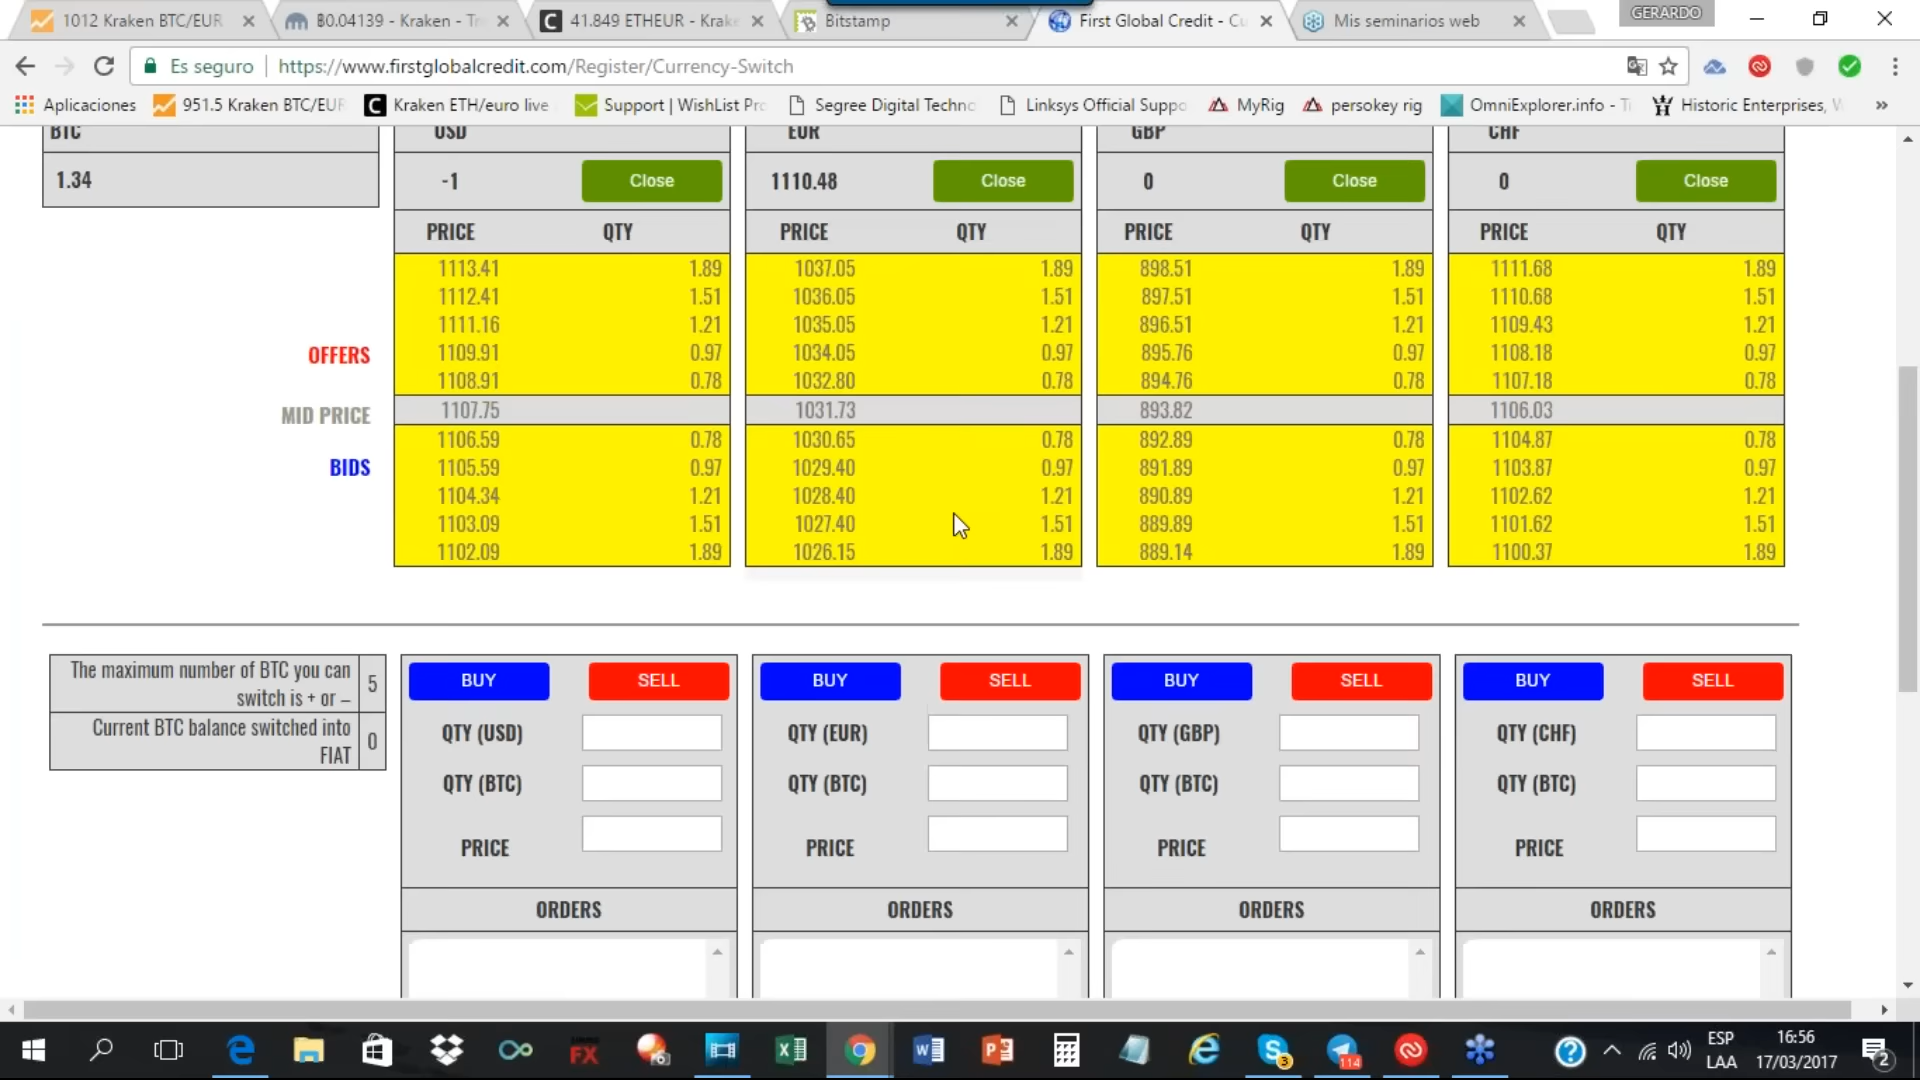 1012 Kraken BTC/EUR
฿0.04139 - Kraken - Tr
41.849 ETHEUR - Krak
Bitstamp
First Global Credit - Cu
Mis seminarios web
GERARDO
Es seguro
https://www.firstglobalcredit.com/Register/Currency-Switch
Aplicaciones
951.5 Kraken BTC/EUR
Kraken ETH/euro live
Support | WishList Pro
Segree Digital Techno
Linksys Official Suppo
MyRig
persokey rig
OmniExplorer.info - T
Historic Enterprises, V
»
BTC USD EUR GBP CHF
1.34 -1 Close 1110.48 Close 0 Close 0 Close
PRICE QTY PRICE QTY PRICE QTY PRICE QTY
1113.41 1.89 1037.05 1.89 898.51 1.89 1111.68 1.89
1112.41 1.51 1036.05 1.51 897.51 1.51 1110.68 1.51
1111.16 1.21 1035.05 1.21 896.51 1.21 1109.43 1.21
OFFERS 1109.91 0.97 1034.05 0.97 895.76 0.97 1108.18 0.97
1108.91 0.78 1032.80 0.78 894.76 0.78 1107.18 0.78
MID PRICE 1107.75 1031.73 893.82 1106.03
1106.59 0.78 1030.65 0.78 892.89 0.78 1104.87 0.78
BIDS 1105.59 0.97 1029.40 0.97 891.89 0.97 1103.87 0.97
1104.34 1.21 1028.40 1.21 890.89 1.21 1102.62 1.21
1103.09 1.51 1027.40 1.51 889.89 1.51 1101.62 1.51
1102.09 1.89 1026.15 1.89 889.14 1.89 1100.37 1.89
The maximum number of BTC you can
switch is + or –
5
Current BTC balance switched into
FIAT
0
BUY SELL BUY SELL BUY SELL BUY SELL
QTY (USD) QTY (EUR) QTY (GBP) QTY (CHF)
QTY (BTC) QTY (BTC) QTY (BTC) QTY (BTC)
PRICE PRICE PRICE PRICE
ORDERS ORDERS ORDERS ORDERS
FX
3
114
ESP
LAA
16:56
17/03/2017
2